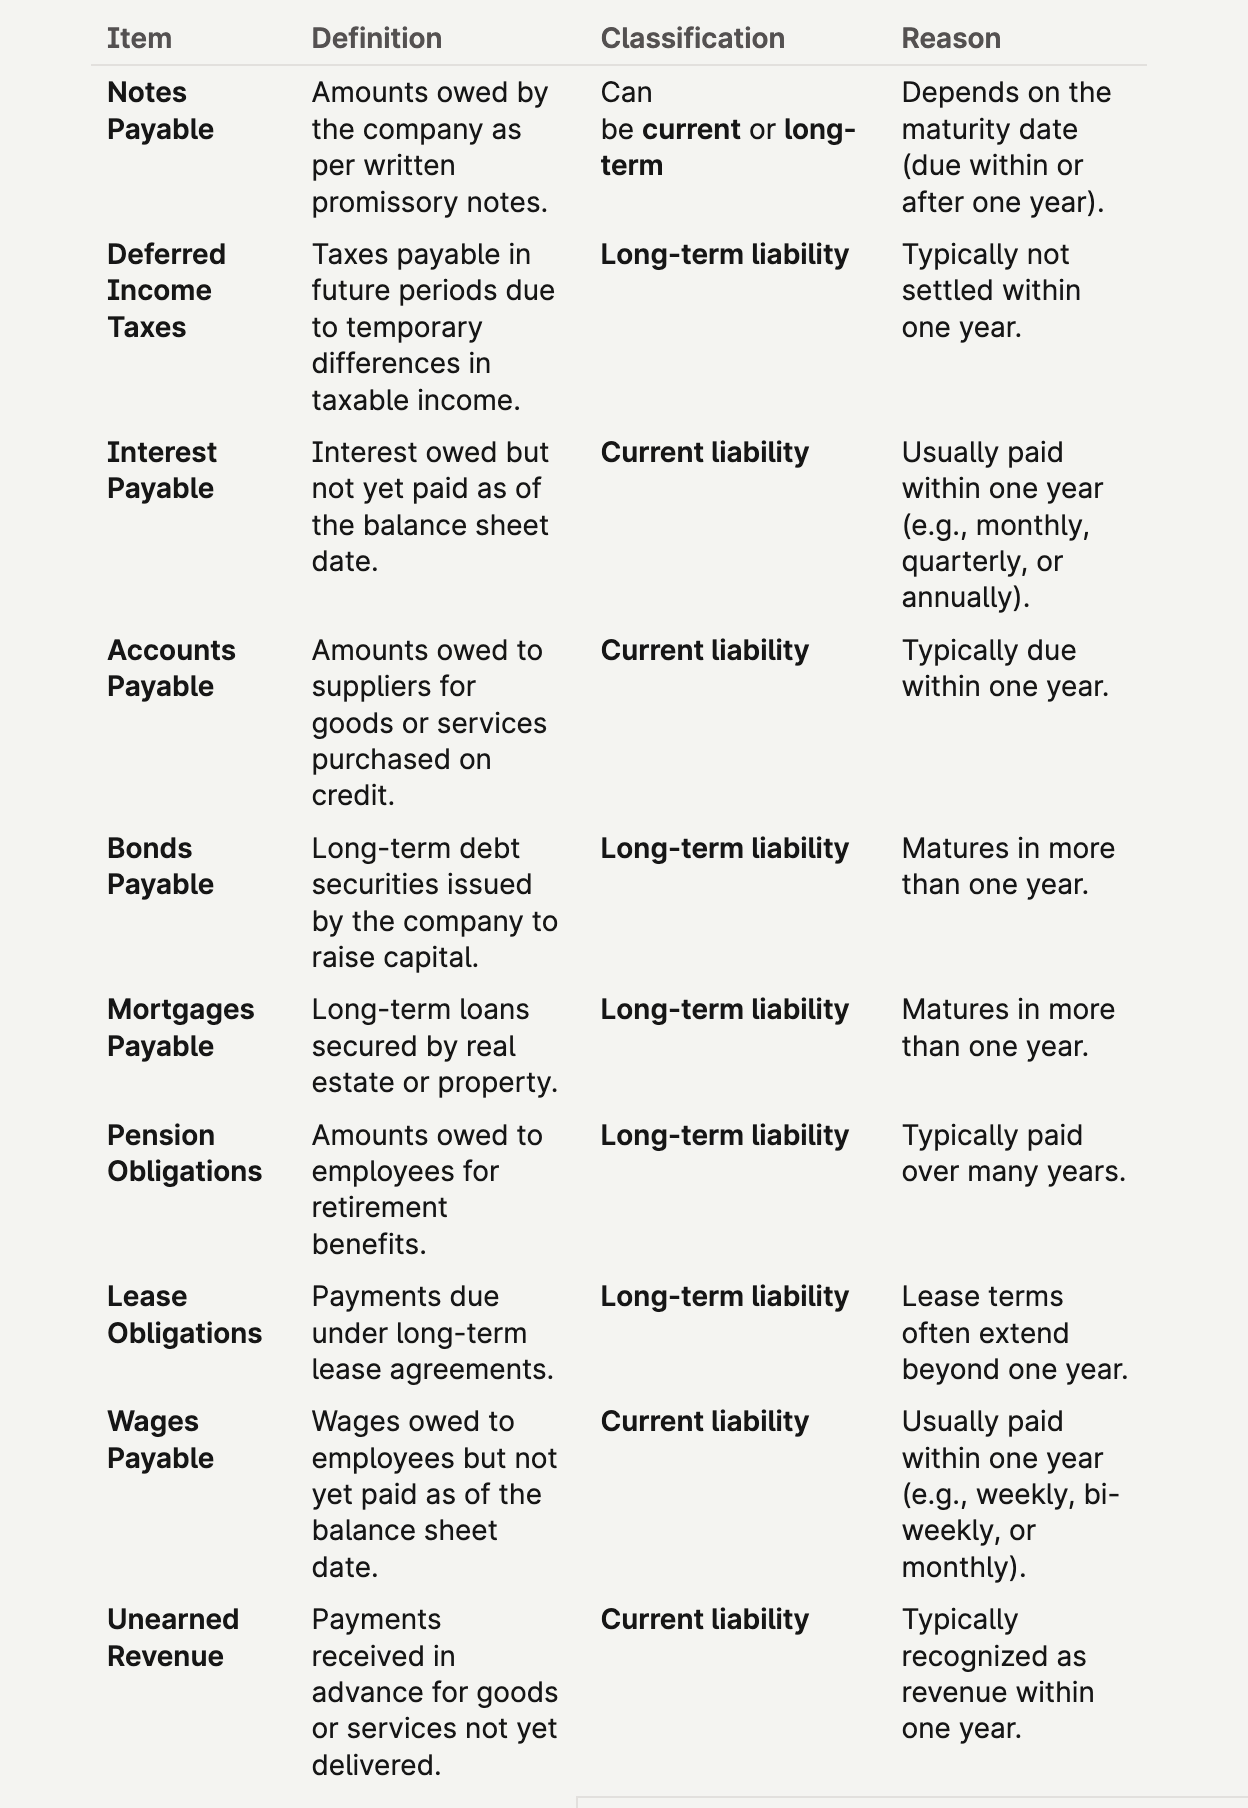 Item Definition Classification Reason
Notes Payable
Amounts owed by the company as per written promissory notes.
Can be current or long-term
Depends on the maturity date (due within or after one year).
Deferred Income Taxes
Taxes payable in future periods due to temporary differences in taxable income.
Long-term liability
Typically not settled within one year.
Interest Payable
Interest owed but not yet paid as of the balance sheet date.
Current liability
Usually paid within one year (e.g., monthly, quarterly, or annually).
Accounts Payable
Amounts owed to suppliers for goods or services purchased on credit.
Current liability
Typically due within one year.
Bonds Payable
Long-term debt securities issued by the company to raise capital.
Long-term liability
Matures in more than one year.
Mortgages Payable
Long-term loans secured by real estate or property.
Long-term liability
Matures in more than one year.
Pension Obligations
Amounts owed to employees for retirement benefits.
Long-term liability
Typically paid over many years.
Lease Obligations
Payments due under long-term lease agreements.
Long-term liability
Lease terms often extend beyond one year.
Wages Payable
Wages owed to employees but not yet paid as of the balance sheet date.
Current liability
Usually paid within one year (e.g., weekly, bi-weekly, or monthly).
Unearned Revenue
Payments received in advance for goods or services not yet delivered.
Current liability
Typically recognized as revenue within one year.